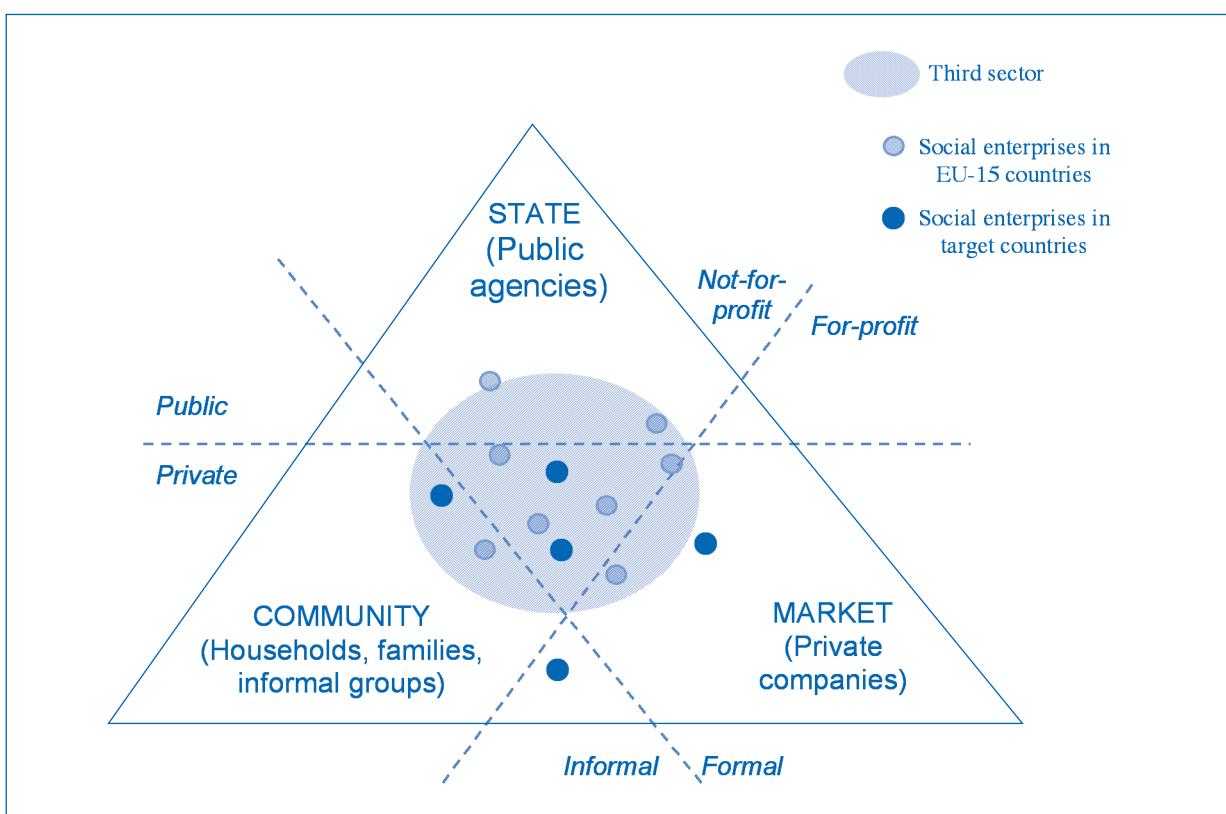 Third sector
Social enterprises in
EU-15 countries
Social enterprises in
target countries
STATE
(Public
agencies)
Not-for-
profit
For-profit
Public
Private
COMMUNITY
(Households, families,
informal groups)
MARKET
(Private
companies)
Informal
Formal